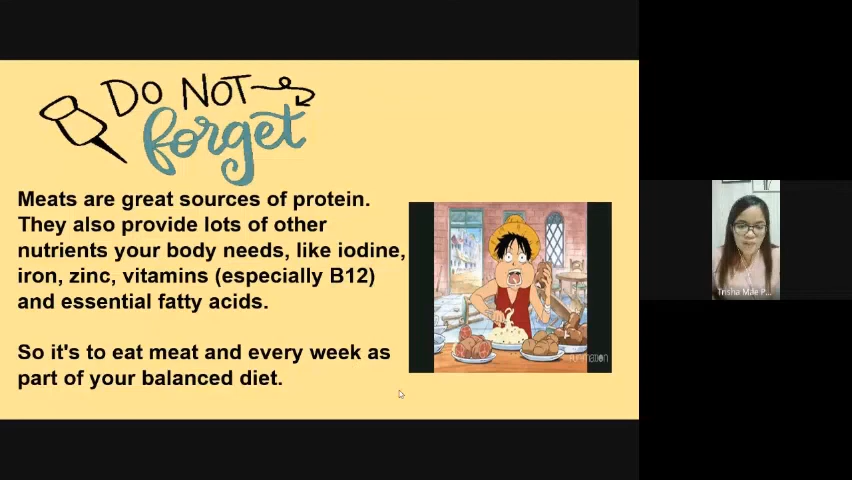 DO NOT
forget
Meats are great sources of protein.
They also provide lots of other
nutrients your body needs, like iodine,
iron, zinc, vitamins (especially B12)
and essential fatty acids.
So it's to eat meat and every week as
part of your balanced diet.
Trisha Mae P...